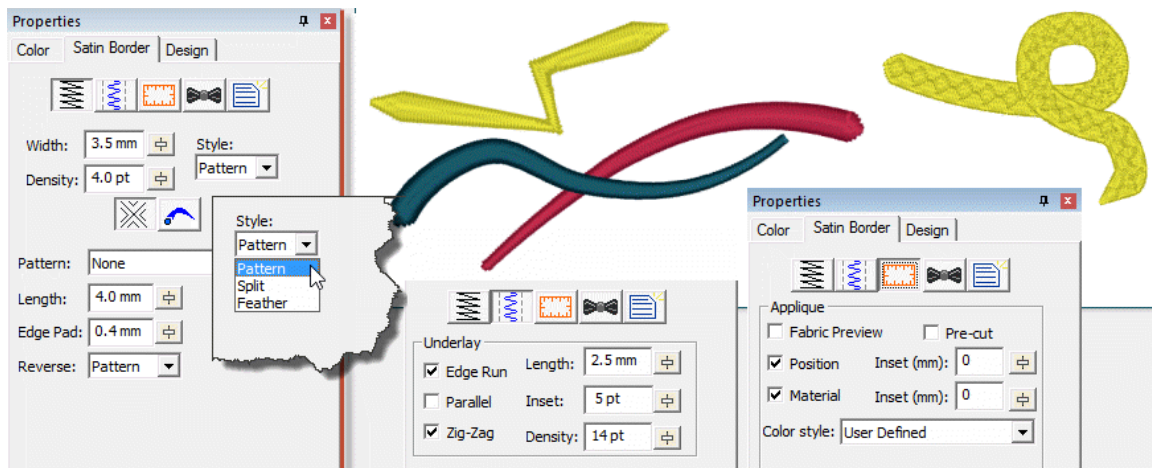 Properties
Color Satin Border Design
Width: 3.5 mm Style:
Density: 4.0 pt Pattern
Pattern: None
Length: 4.0 mm
Edge Pad: 0.4 mm
Reverse: Pattern
Style:
Pattern
Pattern
Split
Feather
Underlay
Edge Run Length: 2.5 mm
Parallel Inset: 5 pt
Zig-Zag Density: 14 pt
Properties
Color Satin Border Design
Applique
Fabric Preview Pre-cut
Position Inset (mm): 0
Material Inset (mm): 0
Color style: User Defined